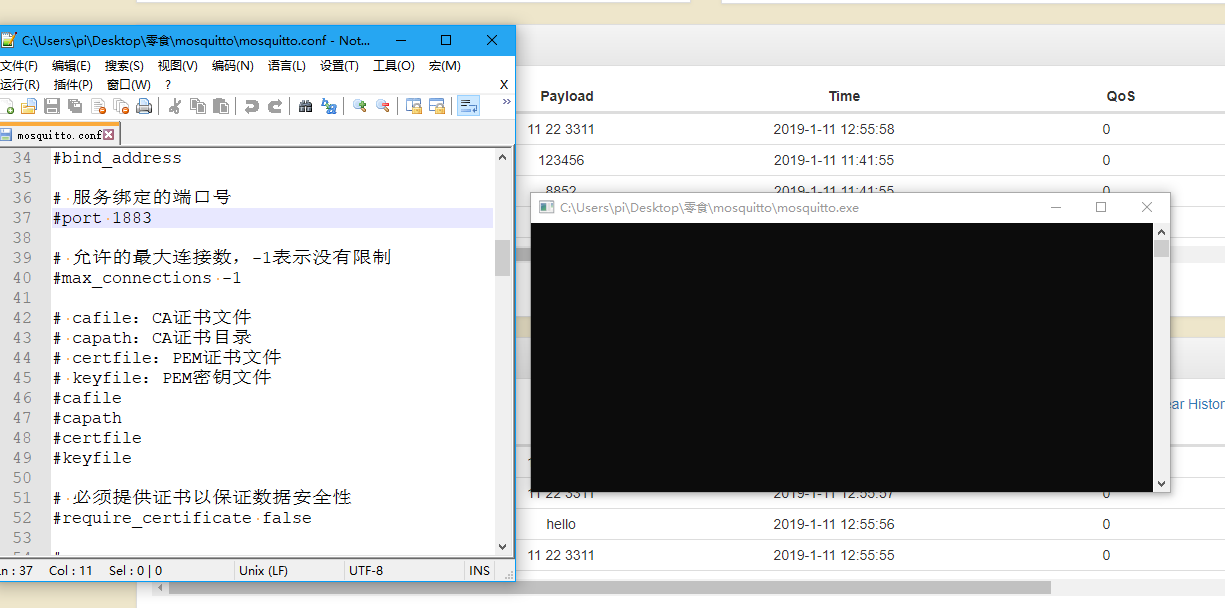 C:\Users\pi\Desktop\零食\mosquitto\mosquitto.conf - Not...
文件(F) 编辑(E) 搜索(S) 视图(V) 编码(N) 语言(L) 设置(T) 工具(O) 宏(M)
运行(R) 插件(P) 窗口(W) ? X
mosquitto.conf
34 #bind_address
35
36 # 服务绑定的端口号
37 #port 1883
38
39 # 允许的最大连接数，-1表示没有限制
40 #max_connections -1
41
42 # cafile：CA证书文件
43 # capath：CA证书目录
44 # certfile：PEM证书文件
45 # keyfile：PEM密钥文件
46 #cafile
47 #capath
48 #certfile
49 #keyfile
50
51 # 必须提供证书以保证数据安全性
52 #require_certificate false
53
Ln : 37 Col : 11 Sel : 0 | 0 Unix (LF) UTF-8 INS
Payload Time QoS
11 22 3311 2019-1-11 12:55:58 0
123456 2019-1-11 11:41:55 0
8852 2019-1-11 11:41:55 0
C:\Users\pi\Desktop\零食\mosquitto\mosquitto.exe
11 22 3311 2019-1-11 12:55:57 0
hello 2019-1-11 12:55:56 0
11 22 3311 2019-1-11 12:55:55 0